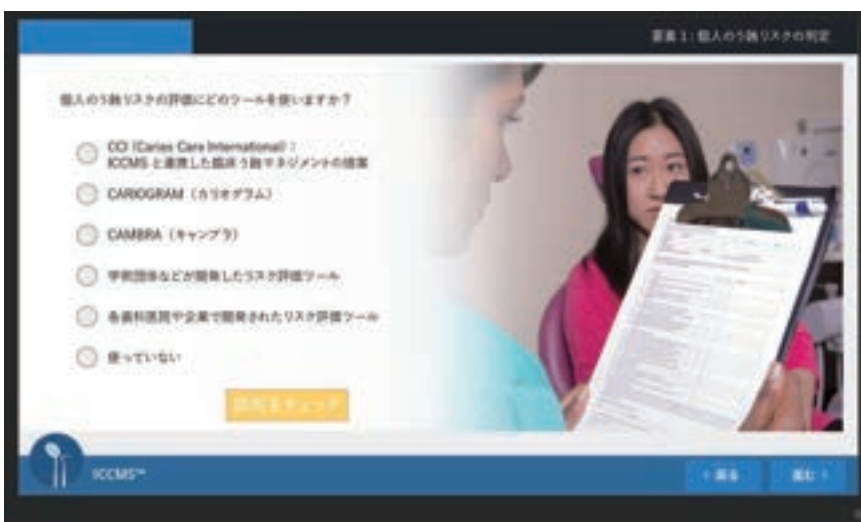 要素 1：個人のう蝕リスクの判定
個人のう蝕リスクの評価にどのツールを使いますか？
CCI (Caries Care International)：
ICCMS と連携した臨床う蝕マネジメントの提案
CARIOGRAM（カリオグラム）
CAMBRA（キャンブラ）
学術団体などが開発したリスク評価ツール
各歯科医院や企業で開発されたリスク評価ツール
使っていない
ICCMS™
戻る
進む